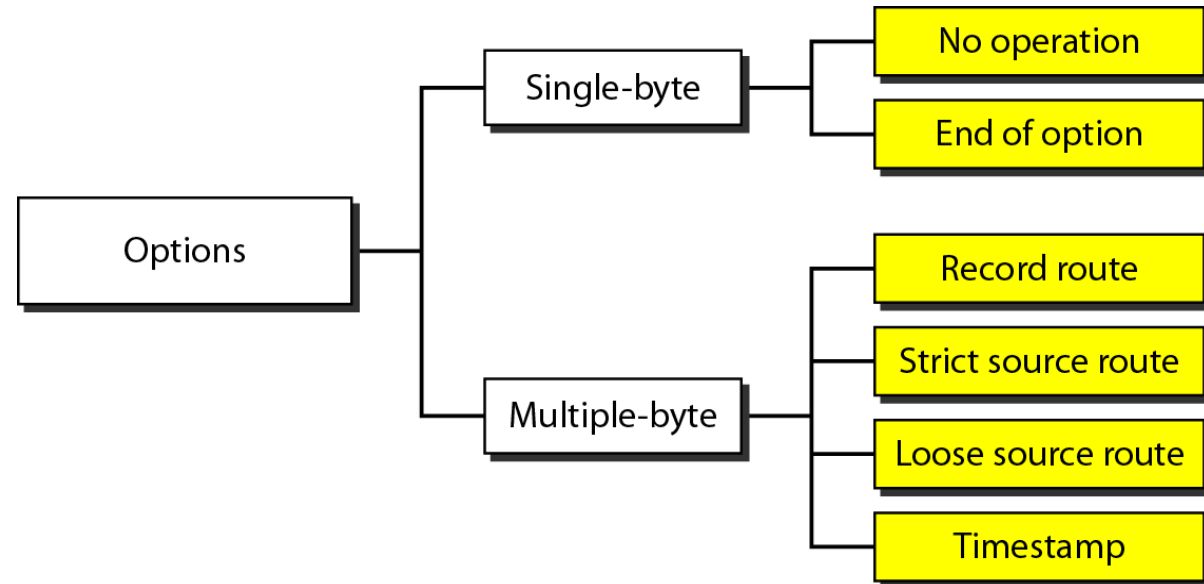 Options
Single-byte
No operation
End of option
Multiple-byte
Record route
Strict source route
Loose source route
Timestamp